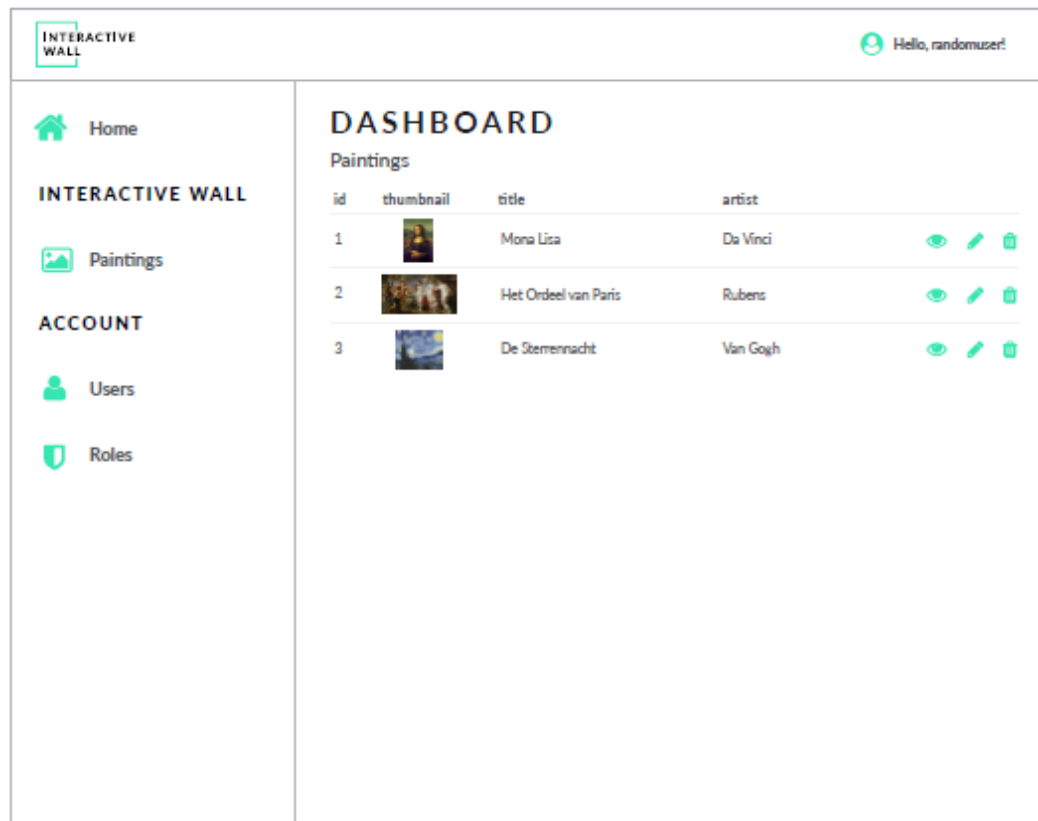 INTERACTIVE
WALL
Hello, randomuser!
Home
INTERACTIVE WALL
Paintings
ACCOUNT
Users
Roles
DASHBOARD
Paintings
id thumbnail title artist
1 Mona Lisa Da Vinci
2 Het Ordeel van Paris Rubens
3 De Sterrennacht Van Gogh